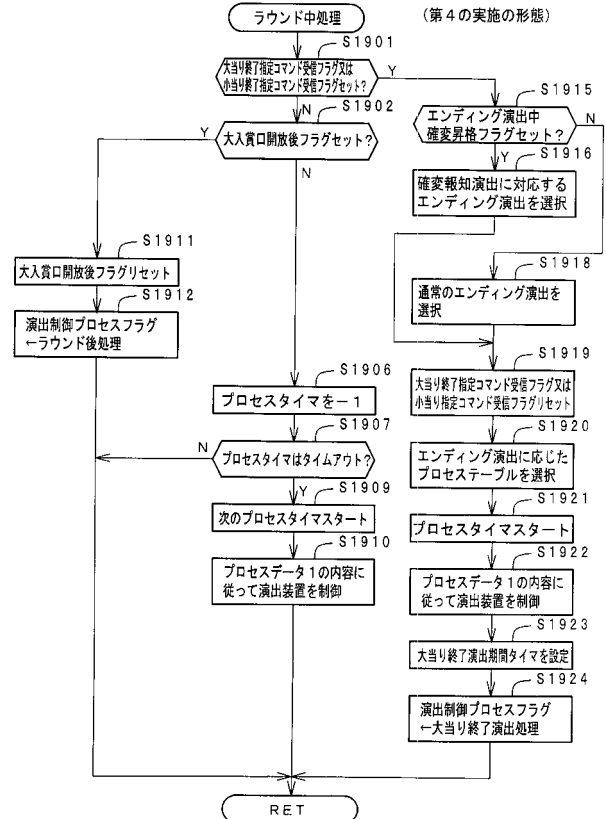 ラウンド中処理
(第4の実施の形態)
S1901
大当り終了指定コマンド受信フラグ又は
小当り終了指定コマンド受信フラグセット?
Y
N
S1902
大入賞口開放後フラグセット?
Y
N
S1915
エンディング演出中
確変昇格フラグセット?
N
Y
S1916
確変報知演出に対応する
エンディング演出を選択
S1911
大入賞口開放後フラグリセット
S1912
演出制御プロセスフラグ
←ラウンド後処理
S1918
通常のエンディング演出を
選択
S1919
大当り終了指定コマンド受信フラグ又は
小当り指定コマンド受信フラグリセット
S1906
プロセスタイマを-1
S1907
プロセスタイマはタイムアウト?
N
Y
S1909
次のプロセスタイマスタート
S1910
プロセスデータ1の内容に
従って演出装置を制御
S1920
エンディング演出に応じた
プロセステーブルを選択
S1921
プロセスタイマスタート
S1922
プロセスデータ1の内容に
従って演出装置を制御
S1923
大当り終了演出期間タイマを設定
S1924
演出制御プロセスフラグ
←大当り終了演出処理
RET